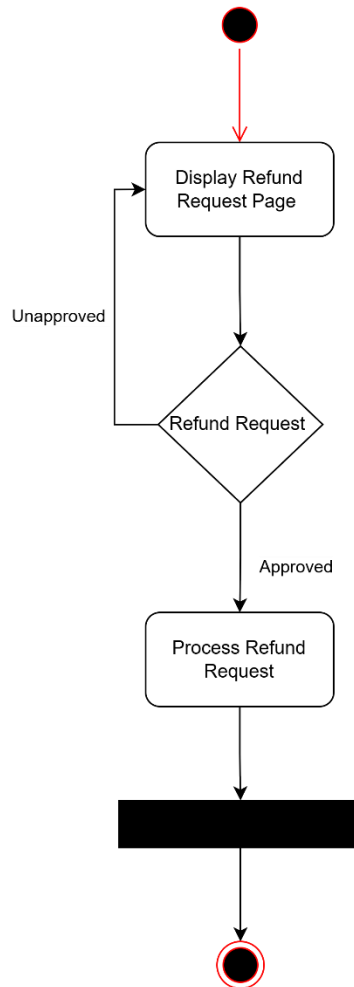 Display Refund
Request Page
Unapproved
Refund Request
Approved
Process Refund
Request